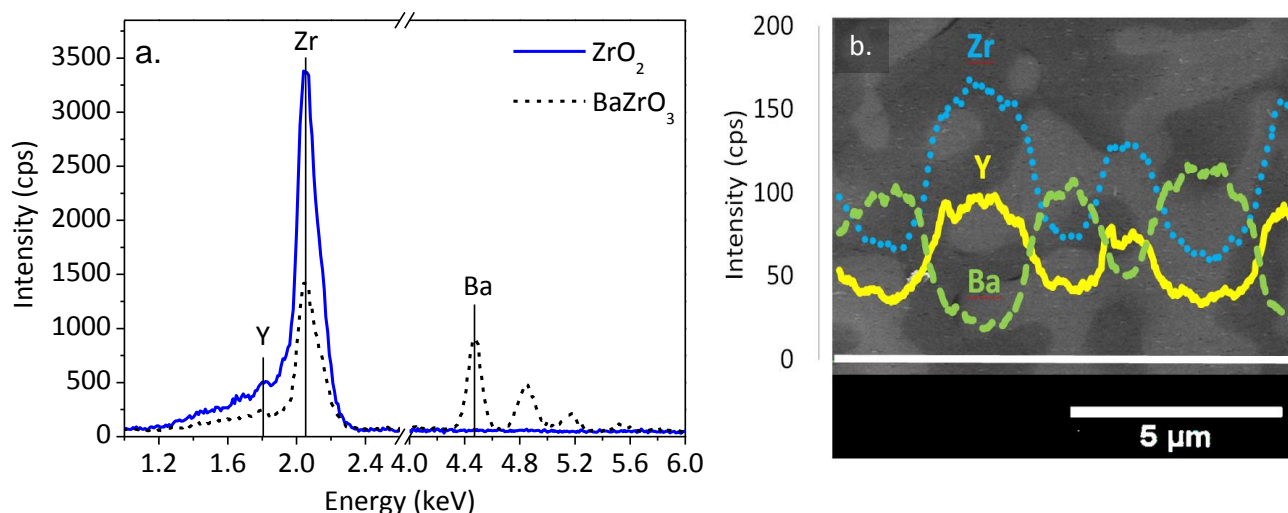 a.
Zr
Y
Ba
ZrO₂
BaZrO₃
Intensity (cps)
3500
3000
2500
2000
1500
1000
500
0
1.2 1.6 2.0 2.4 4.0 4.4 4.8 5.2 5.6 6.0
Energy (keV)
b.
Zr
Y
Ba
Intensity (cps)
200
150
100
50
0
5 µm